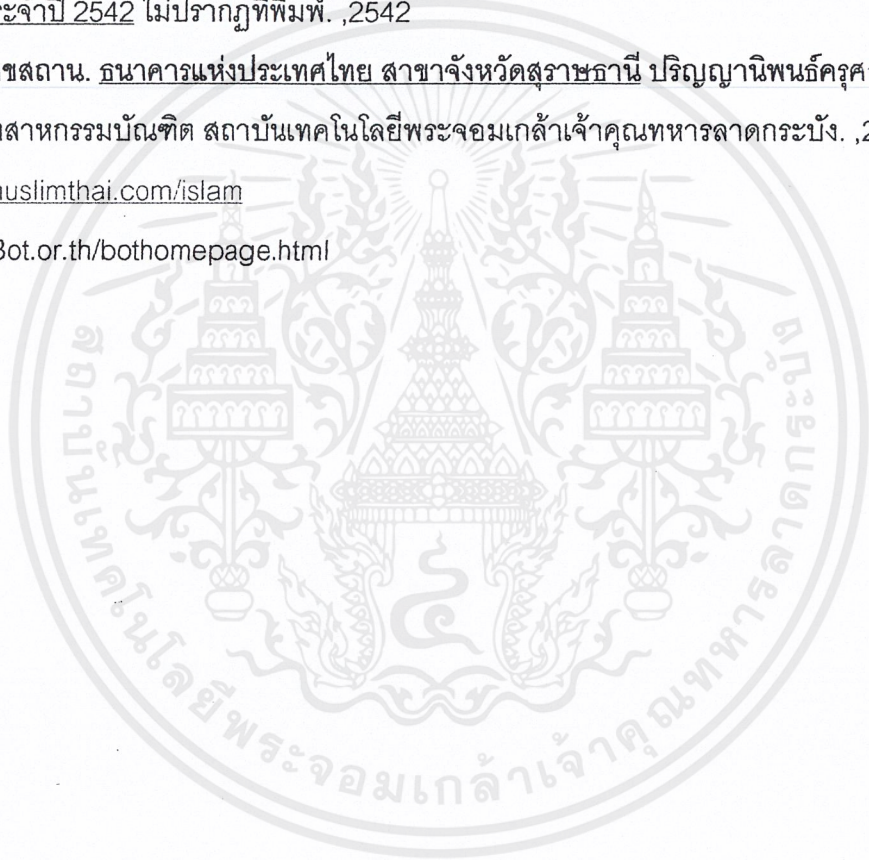 ระจำปี 2542 ไม่ปรากฏที่พิมพ์. ,2542
ขสถาน. ธนาคารแห่งประเทศไทย สาขาจังหวัดสุราษธานี ปริญญานิพนธ์ครุศ
สาหกรรมบัณฑิต สถาบันเทคโนโลยีพระจอมเกล้าเจ้าคุณทหารลาดกระบัง. ,2
uslimthai.com/islam
Bot.or.th/bothomepage.html
สถาบันเทคโนโลยีพระจอมเกล้าเจ้าคุณทหารลาดกระบัง